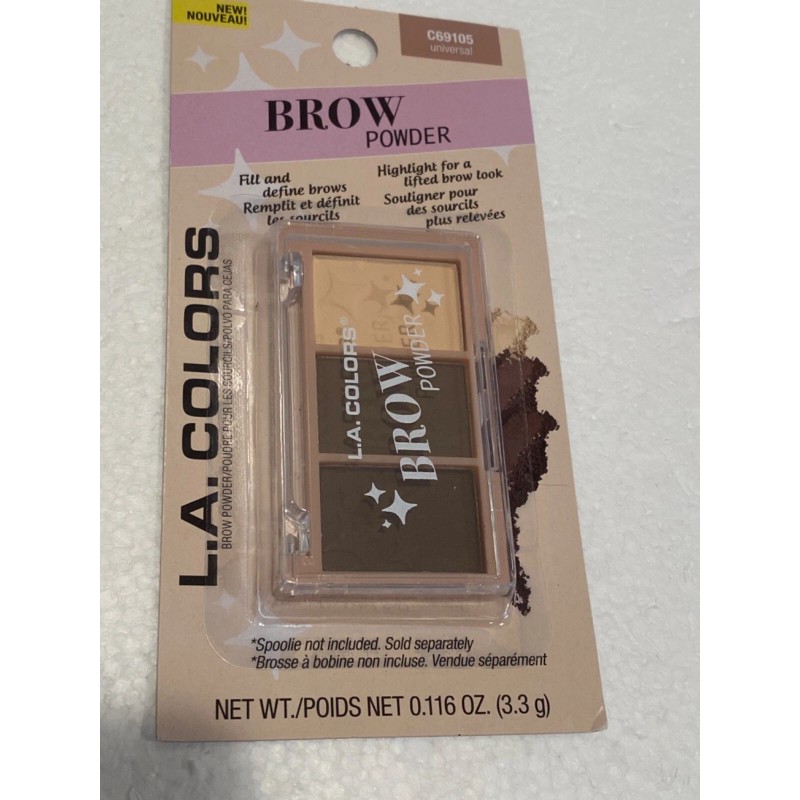 NEW!
NOUVEAU!
C69105
universal
BROW
POWDER
Fill and
define brows
Remplit et définit
les sourcils
Highlight for a
lifted brow look
Souligner pour
des sourcils
plus relevées
L.A. COLORS
BROW POWDER/POUDRE POUR LES SOURCILS/POLVO PARA CEJAS
L.A. COLORS®
BROW
POWDER
*Spoolie not included. Sold separately
*Brosse à bobine non incluse. Vendue séparément
NET WT./POIDS NET 0.116 OZ. (3.3 g)